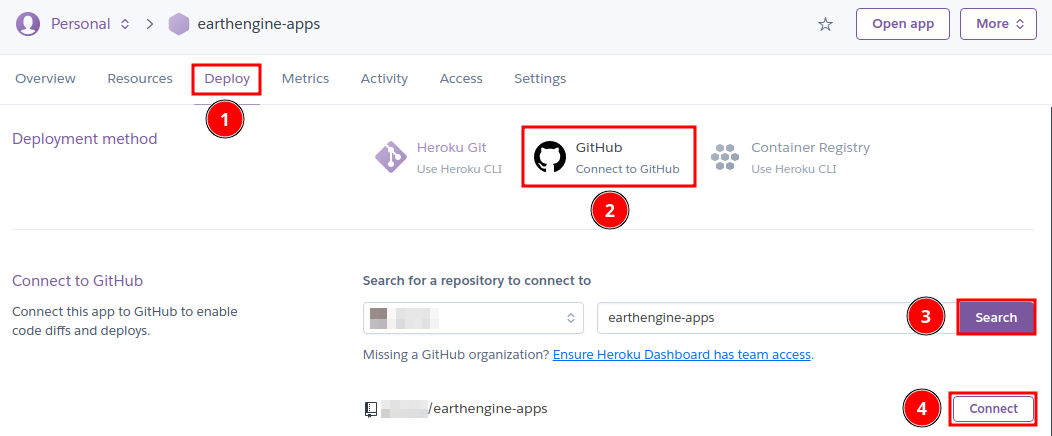 Personal > earthengine-apps Open app More
Overview Resources Deploy Metrics Activity Access Settings
1
Deployment method
Heroku Git
Use Heroku CLI
GitHub
Connect to GitHub
Container Registry
Use Heroku CLI
2
Connect to GitHub
Connect this app to GitHub to enable
code diffs and deploys.
Search for a repository to connect to
earthengine-apps 3 Search
Missing a GitHub organization? Ensure Heroku Dashboard has team access.
/earthengine-apps 4 Connect